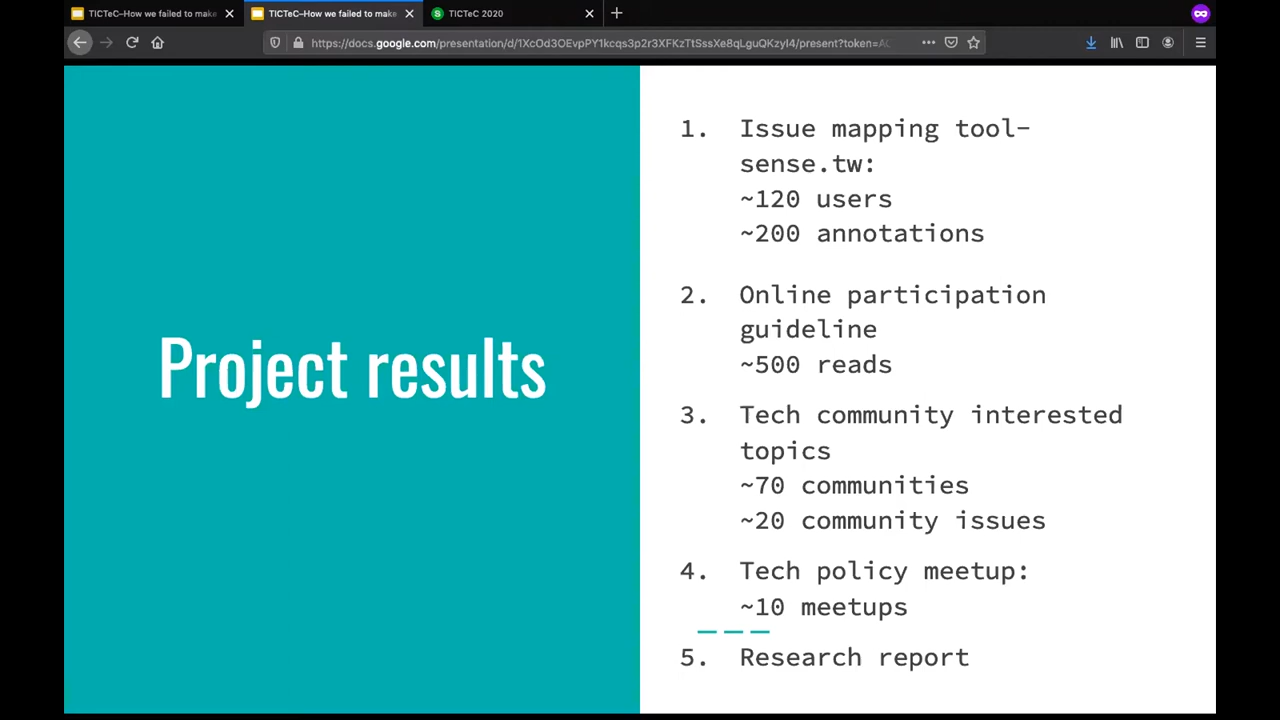 TICTeC–How we failed to make
TICTeC–How we failed to make
TICTeC 2020
https://docs.google.com/presentation/d/1XcOd3OEvpPY1kcqs3p2r3XFKzTtSssXe8qLguQKzyI4/present?token=AC
Project results
1. Issue mapping tool-
sense.tw:
~120 users
~200 annotations
2. Online participation
guideline
~500 reads
3. Tech community interested
topics
~70 communities
~20 community issues
4. Tech policy meetup:
~10 meetups
5. Research report